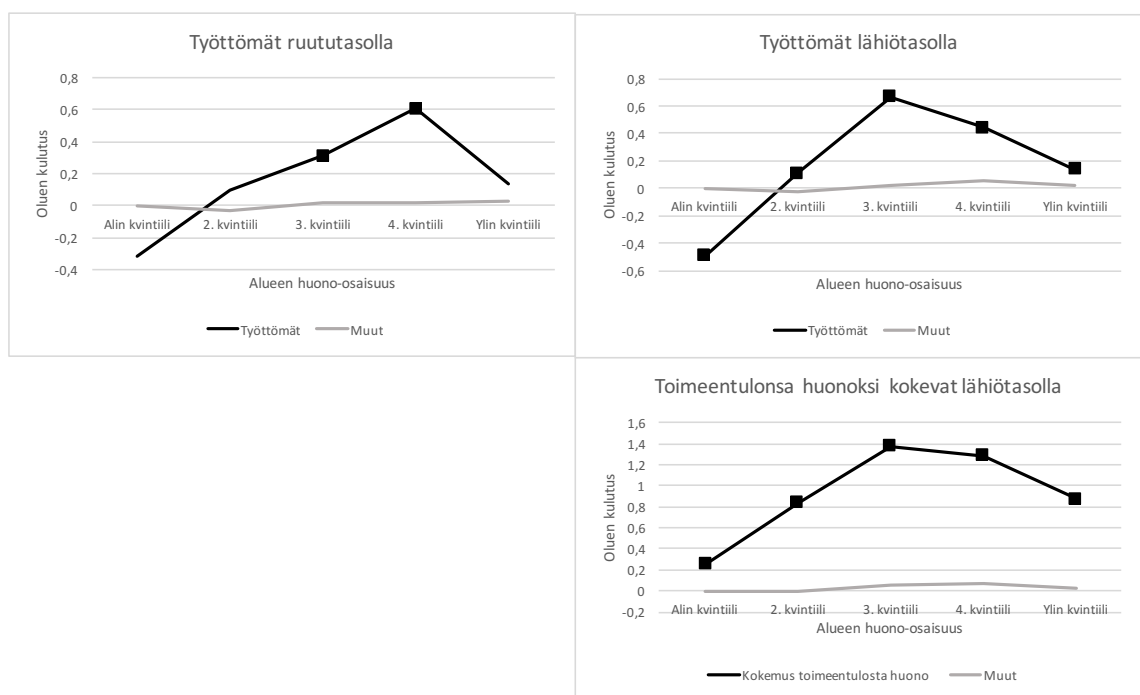 Työttömät ruututasolla
0,8
0,6
0,4
0,2
0
-0,2
-0,4
Oluen kulutus
Alin kvintiili 2. kvintiili 3. kvintiili 4. kvintiili Ylin kvintiili
Alueen huono-osaisuus
Työttömät Muut
Työttömät lähiötasolla
0,8
0,6
0,4
0,2
0
-0,2
-0,4
-0,6
Oluen kulutus
Alin kvintiili 2. kvintiili 3. kvintiili 4. kvintiili Ylin kvintiili
Alueen huono-osaisuus
Työttömät Muut
Toimeentulonsa huonoksi kokevat lähiötasolla
1,6
1,4
1,2
1
0,8
0,6
0,4
0,2
0
-0,2
Oluen kulutus
Alin kvintiili 2. kvintiili 3. kvintiili 4. kvintiili Ylin kvintiili
Alueen huono-osaisuus
Kokemus toimeentulosta huono Muut